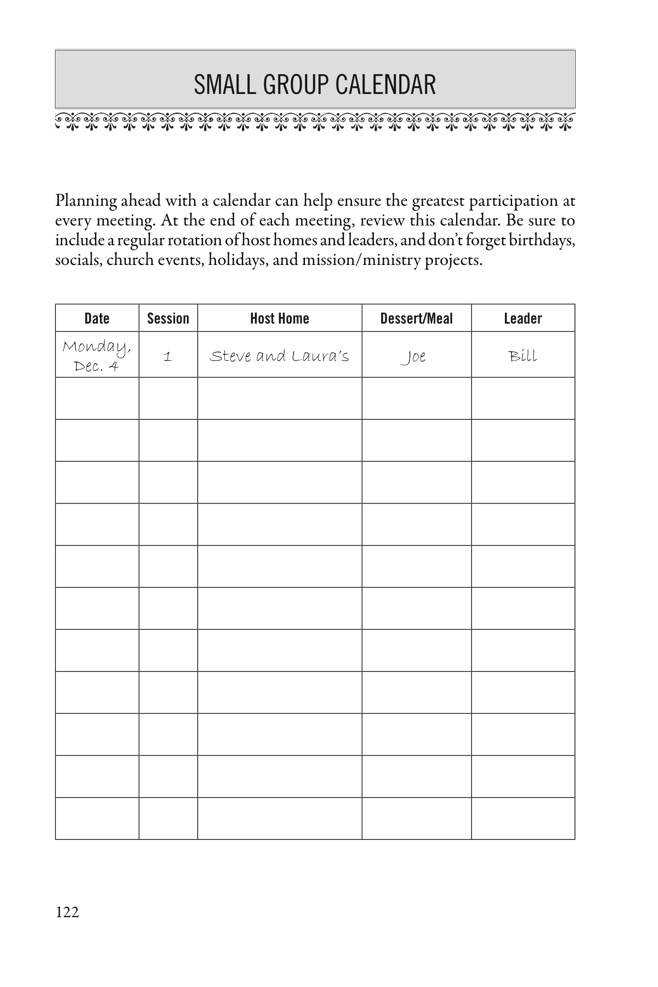 SMALL GROUP CALENDAR
Planning ahead with a calendar can help ensure the greatest participation at
every meeting. At the end of each meeting, review this calendar. Be sure to
include a regular rotation of host homes and leaders, and don't forget birthdays,
socials, church events, holidays, and mission/ministry projects.
Date Session Host Home Dessert/Meal Leader
Monday,
Dec. 4 1 Steve and Laura's Joe Bill
122